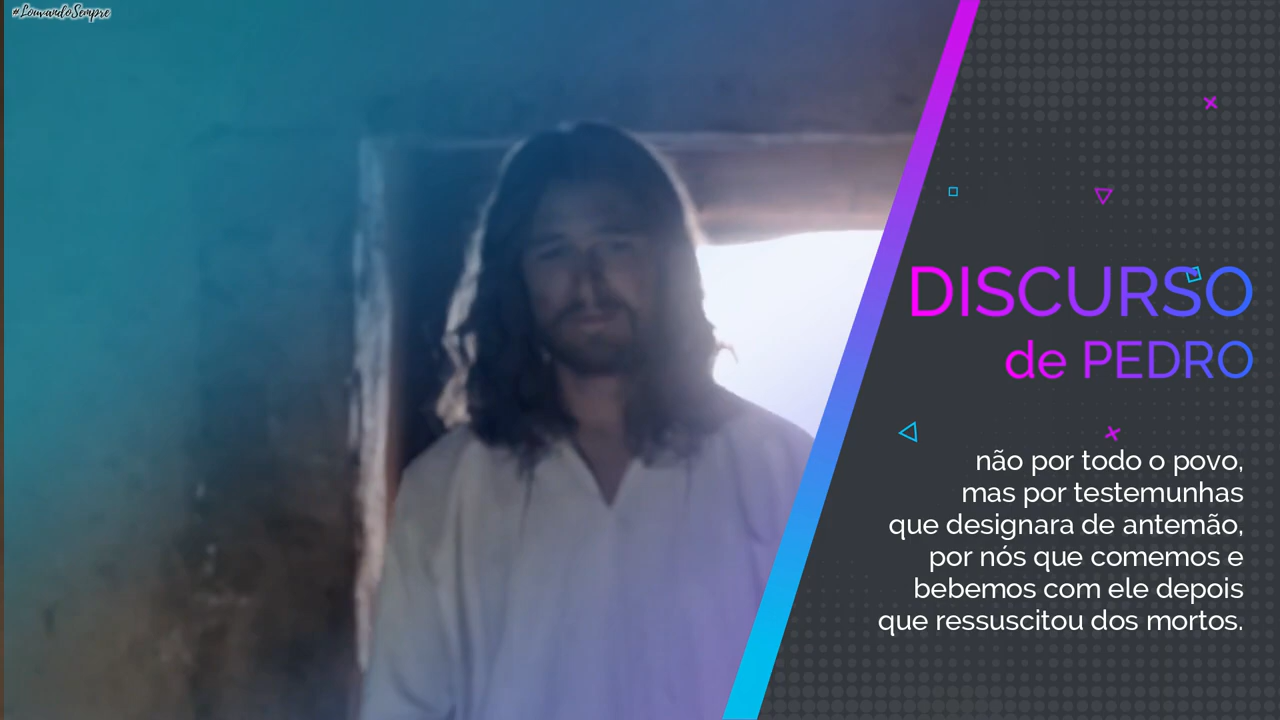 #LouvandoSempre
DISCURSO
de PEDRO
não por todo o povo,
mas por testemunhas
que designara de antemão,
por nós que comemos e
bebemos com ele depois
que ressuscitou dos mortos.